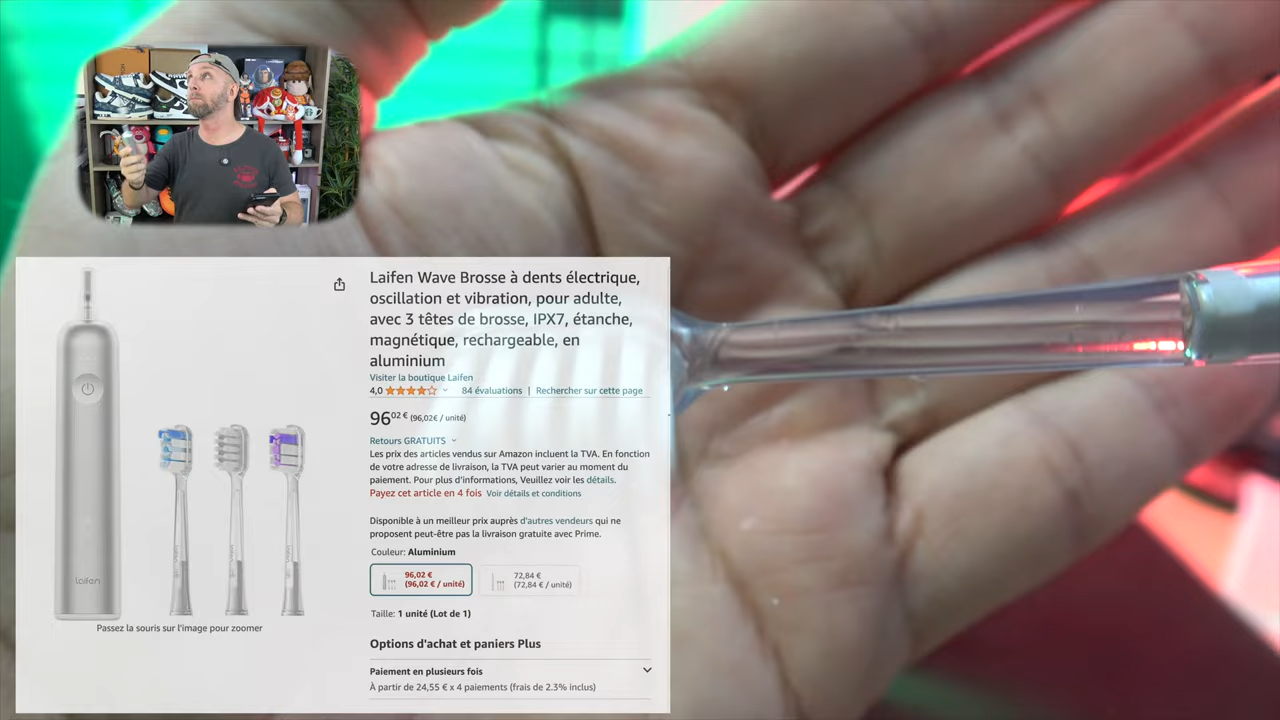 Laifen Wave Brosse à dents électrique,
oscillation et vibration, pour adulte,
avec 3 têtes de brosse, IPX7, étanche,
magnétique, rechargeable, en
aluminium
Visiter la boutique Laifen
4,0 84 évaluations | Rechercher sur cette page
96,02 € (96,02€ / unité)
Retours GRATUITS
Les prix des articles vendus sur Amazon incluent la TVA. En fonction
de votre adresse de livraison, la TVA peut varier au moment du
paiement. Pour plus d'informations, Veuillez voir les détails.
Payez cet article en 4 fois Voir détails et conditions
Disponible à un meilleur prix auprès d'autres vendeurs qui ne
proposent peut-être pas la livraison gratuite avec Prime.
Couleur: Aluminium
96,02 €
(96,02 € / unité)
72,84 €
(72,84 € / unité)
Taille: 1 unité (Lot de 1)
Options d'achat et paniers Plus
Paiement en plusieurs fois
À partir de 24,55 € x 4 paiements (frais de 2.3% inclus)
laifen
Passez la souris sur l'image pour zoomer